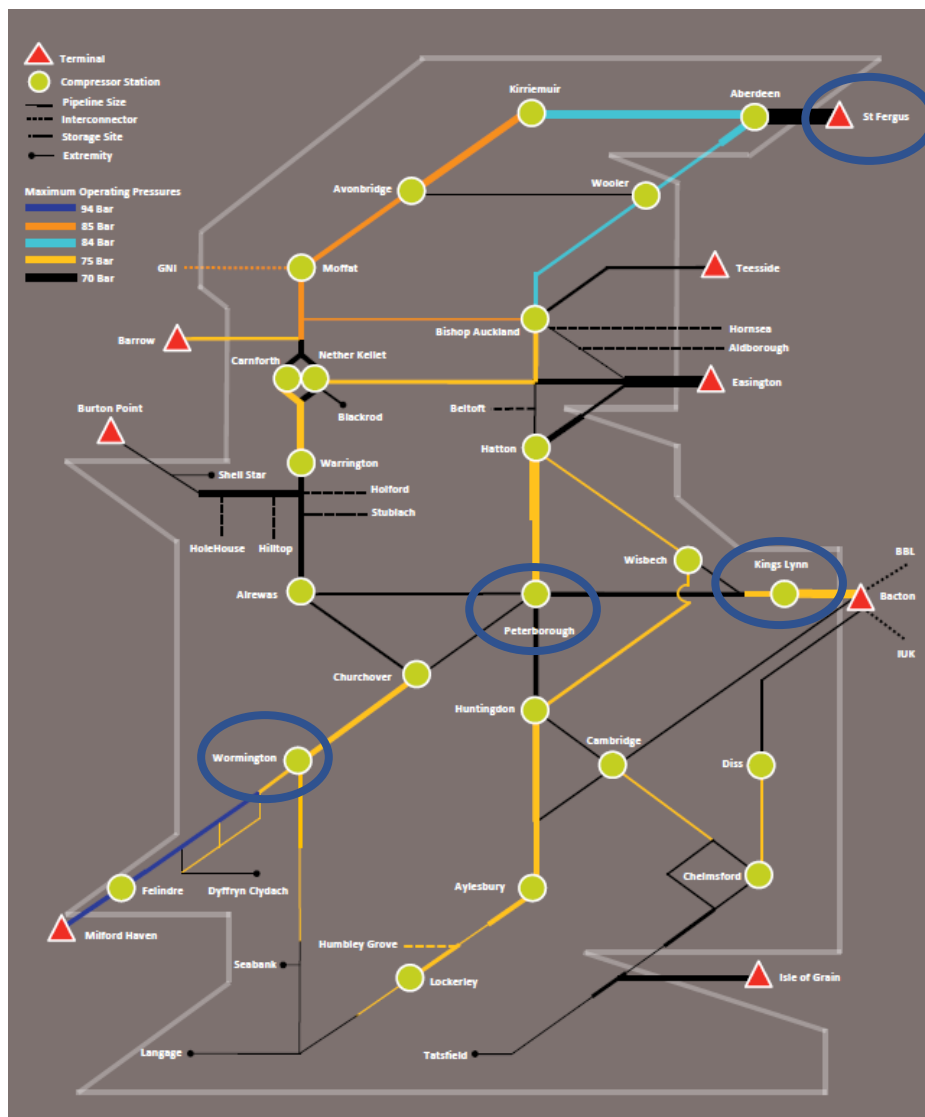 Terminal
Compressor Station
Pipeline Size
Interconnector
Storage Site
Extremity
Maximum Operating Pressures
94 Bar
85 Bar
84 Bar
75 Bar
70 Bar
Kirriemuir
Aberdeen
St Fergus
Avonbridge
Wooler
GNI
Moffat
Teesside
Barrow
Bishop Auckland
Hornsea
Aldborough
Carnforth
Nether Kellet
Easington
Blackrod
Beltoft
Burton Point
Hatton
Warrington
Shell Star
Holford
Stublach
HoleHouse
Hilltop
Wisbech
Kings Lynn
BBL
Alrewas
Bacton
Peterborough
IUK
Churchover
Huntingdon
Cambridge
Wormington
Diss
Felindre
Dyffryn Clydach
Aylesbury
Chelmsford
Milford Haven
Humbley Grove
Seabank
Lockerley
Isle of Grain
Langage
Tatsfield